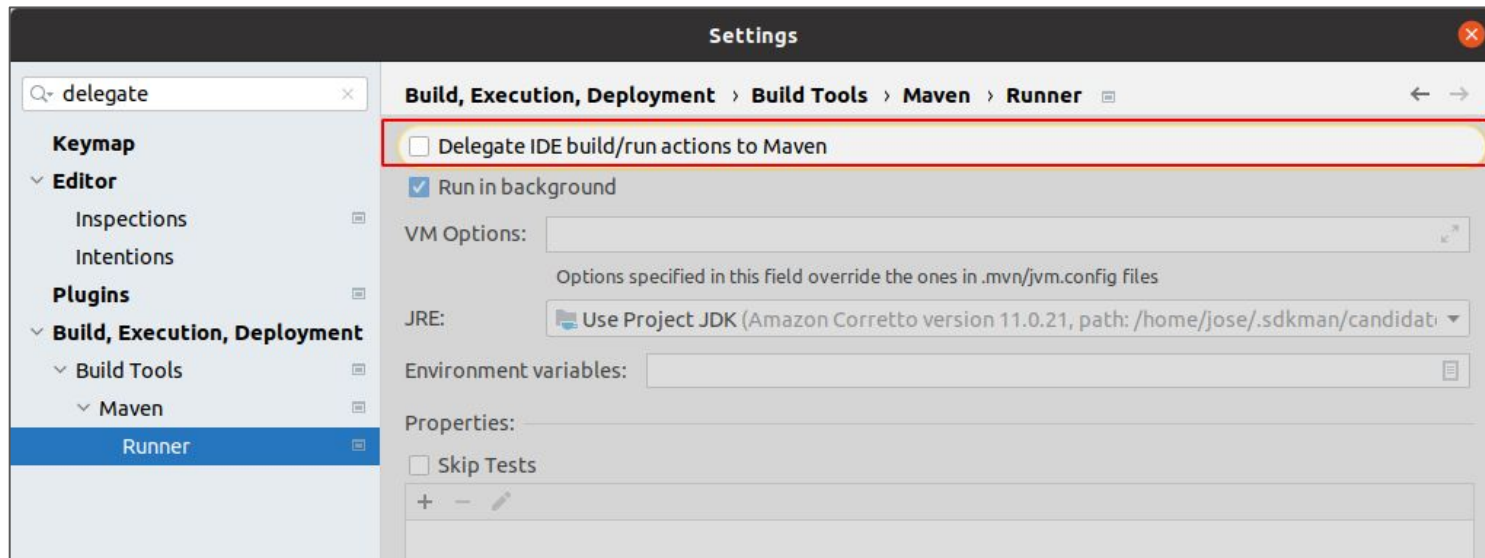 Settings
delegate
Keymap
Editor
Inspections
Intentions
Plugins
Build, Execution, Deployment
Build Tools
Maven
Runner
Build, Execution, Deployment › Build Tools › Maven › Runner
Delegate IDE build/run actions to Maven
Run in background
VM Options:
Options specified in this field override the ones in .mvn/jvm.config files
JRE: Use Project JDK (Amazon Corretto version 11.0.21, path: /home/jose/.sdkman/candidat
Environment variables:
Properties:
Skip Tests